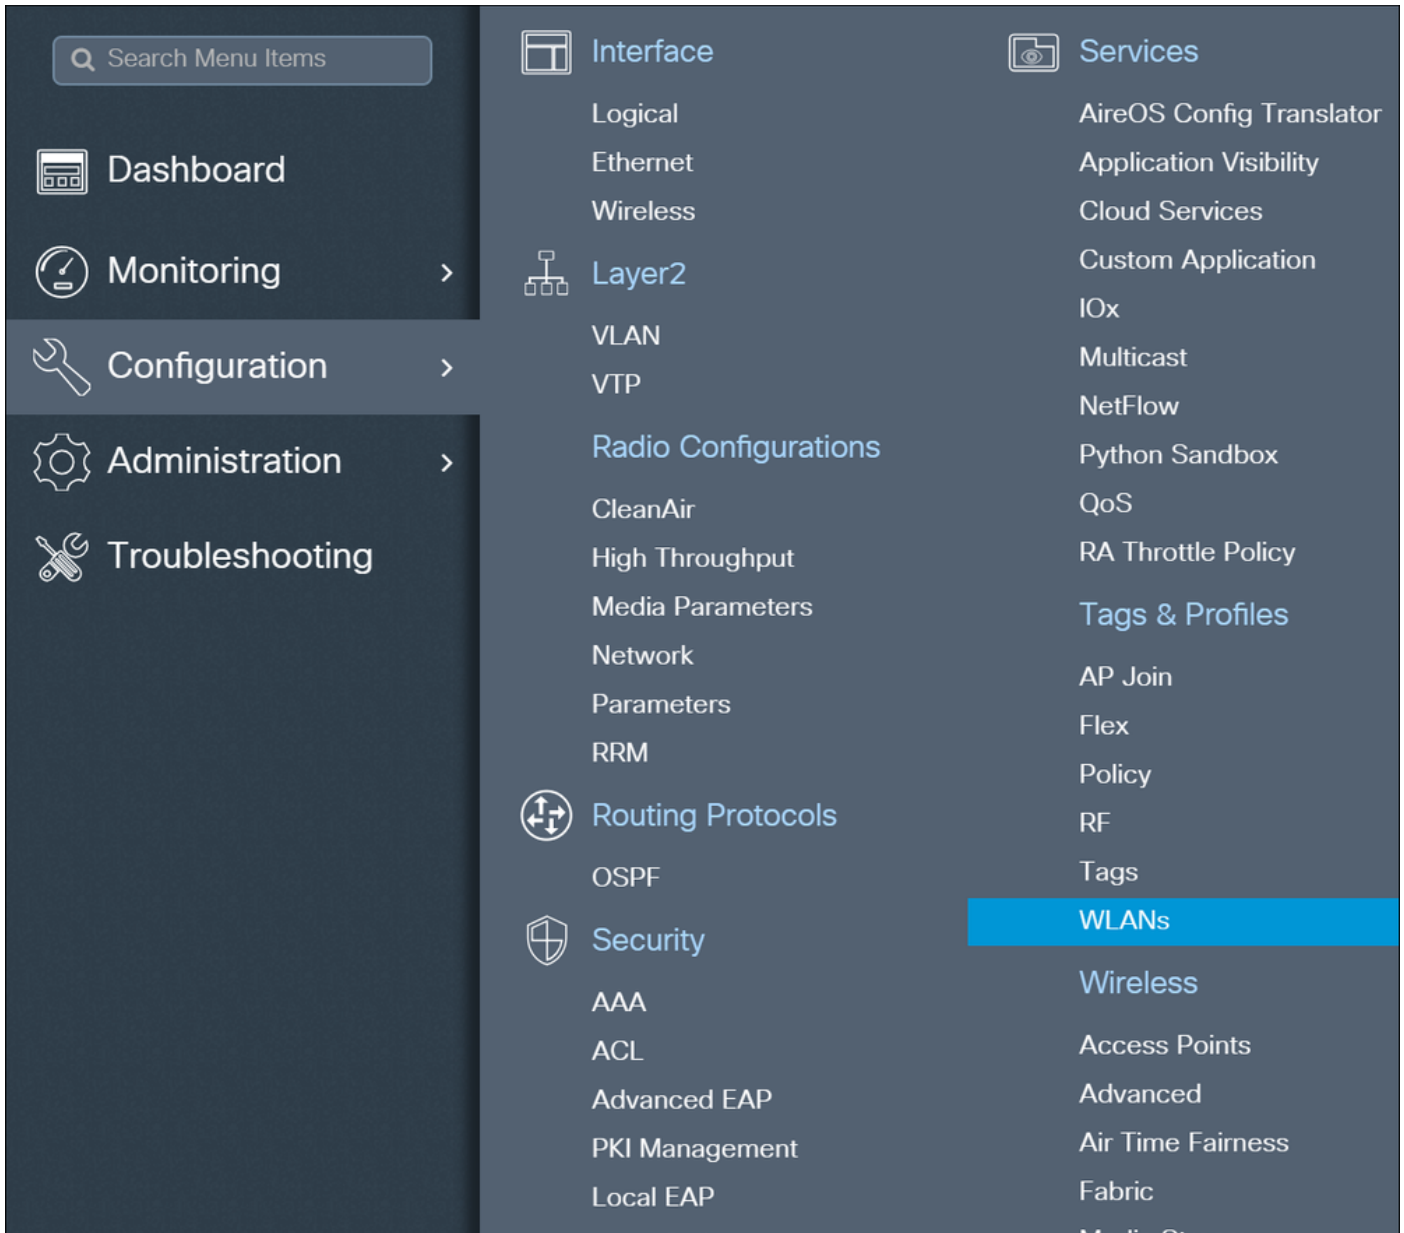 Search Menu Items
Dashboard
Monitoring
Configuration
Administration
Troubleshooting
Interface
Logical
Ethernet
Wireless
Layer2
VLAN
VTP
Radio Configurations
CleanAir
High Throughput
Media Parameters
Network
Parameters
RRM
Routing Protocols
OSPF
Security
AAA
ACL
Advanced EAP
PKI Management
Local EAP
Services
AireOS Config Translator
Application Visibility
Cloud Services
Custom Application
IOx
Multicast
NetFlow
Python Sandbox
QoS
RA Throttle Policy
Tags & Profiles
AP Join
Flex
Policy
RF
Tags
WLANs
Wireless
Access Points
Advanced
Air Time Fairness
Fabric